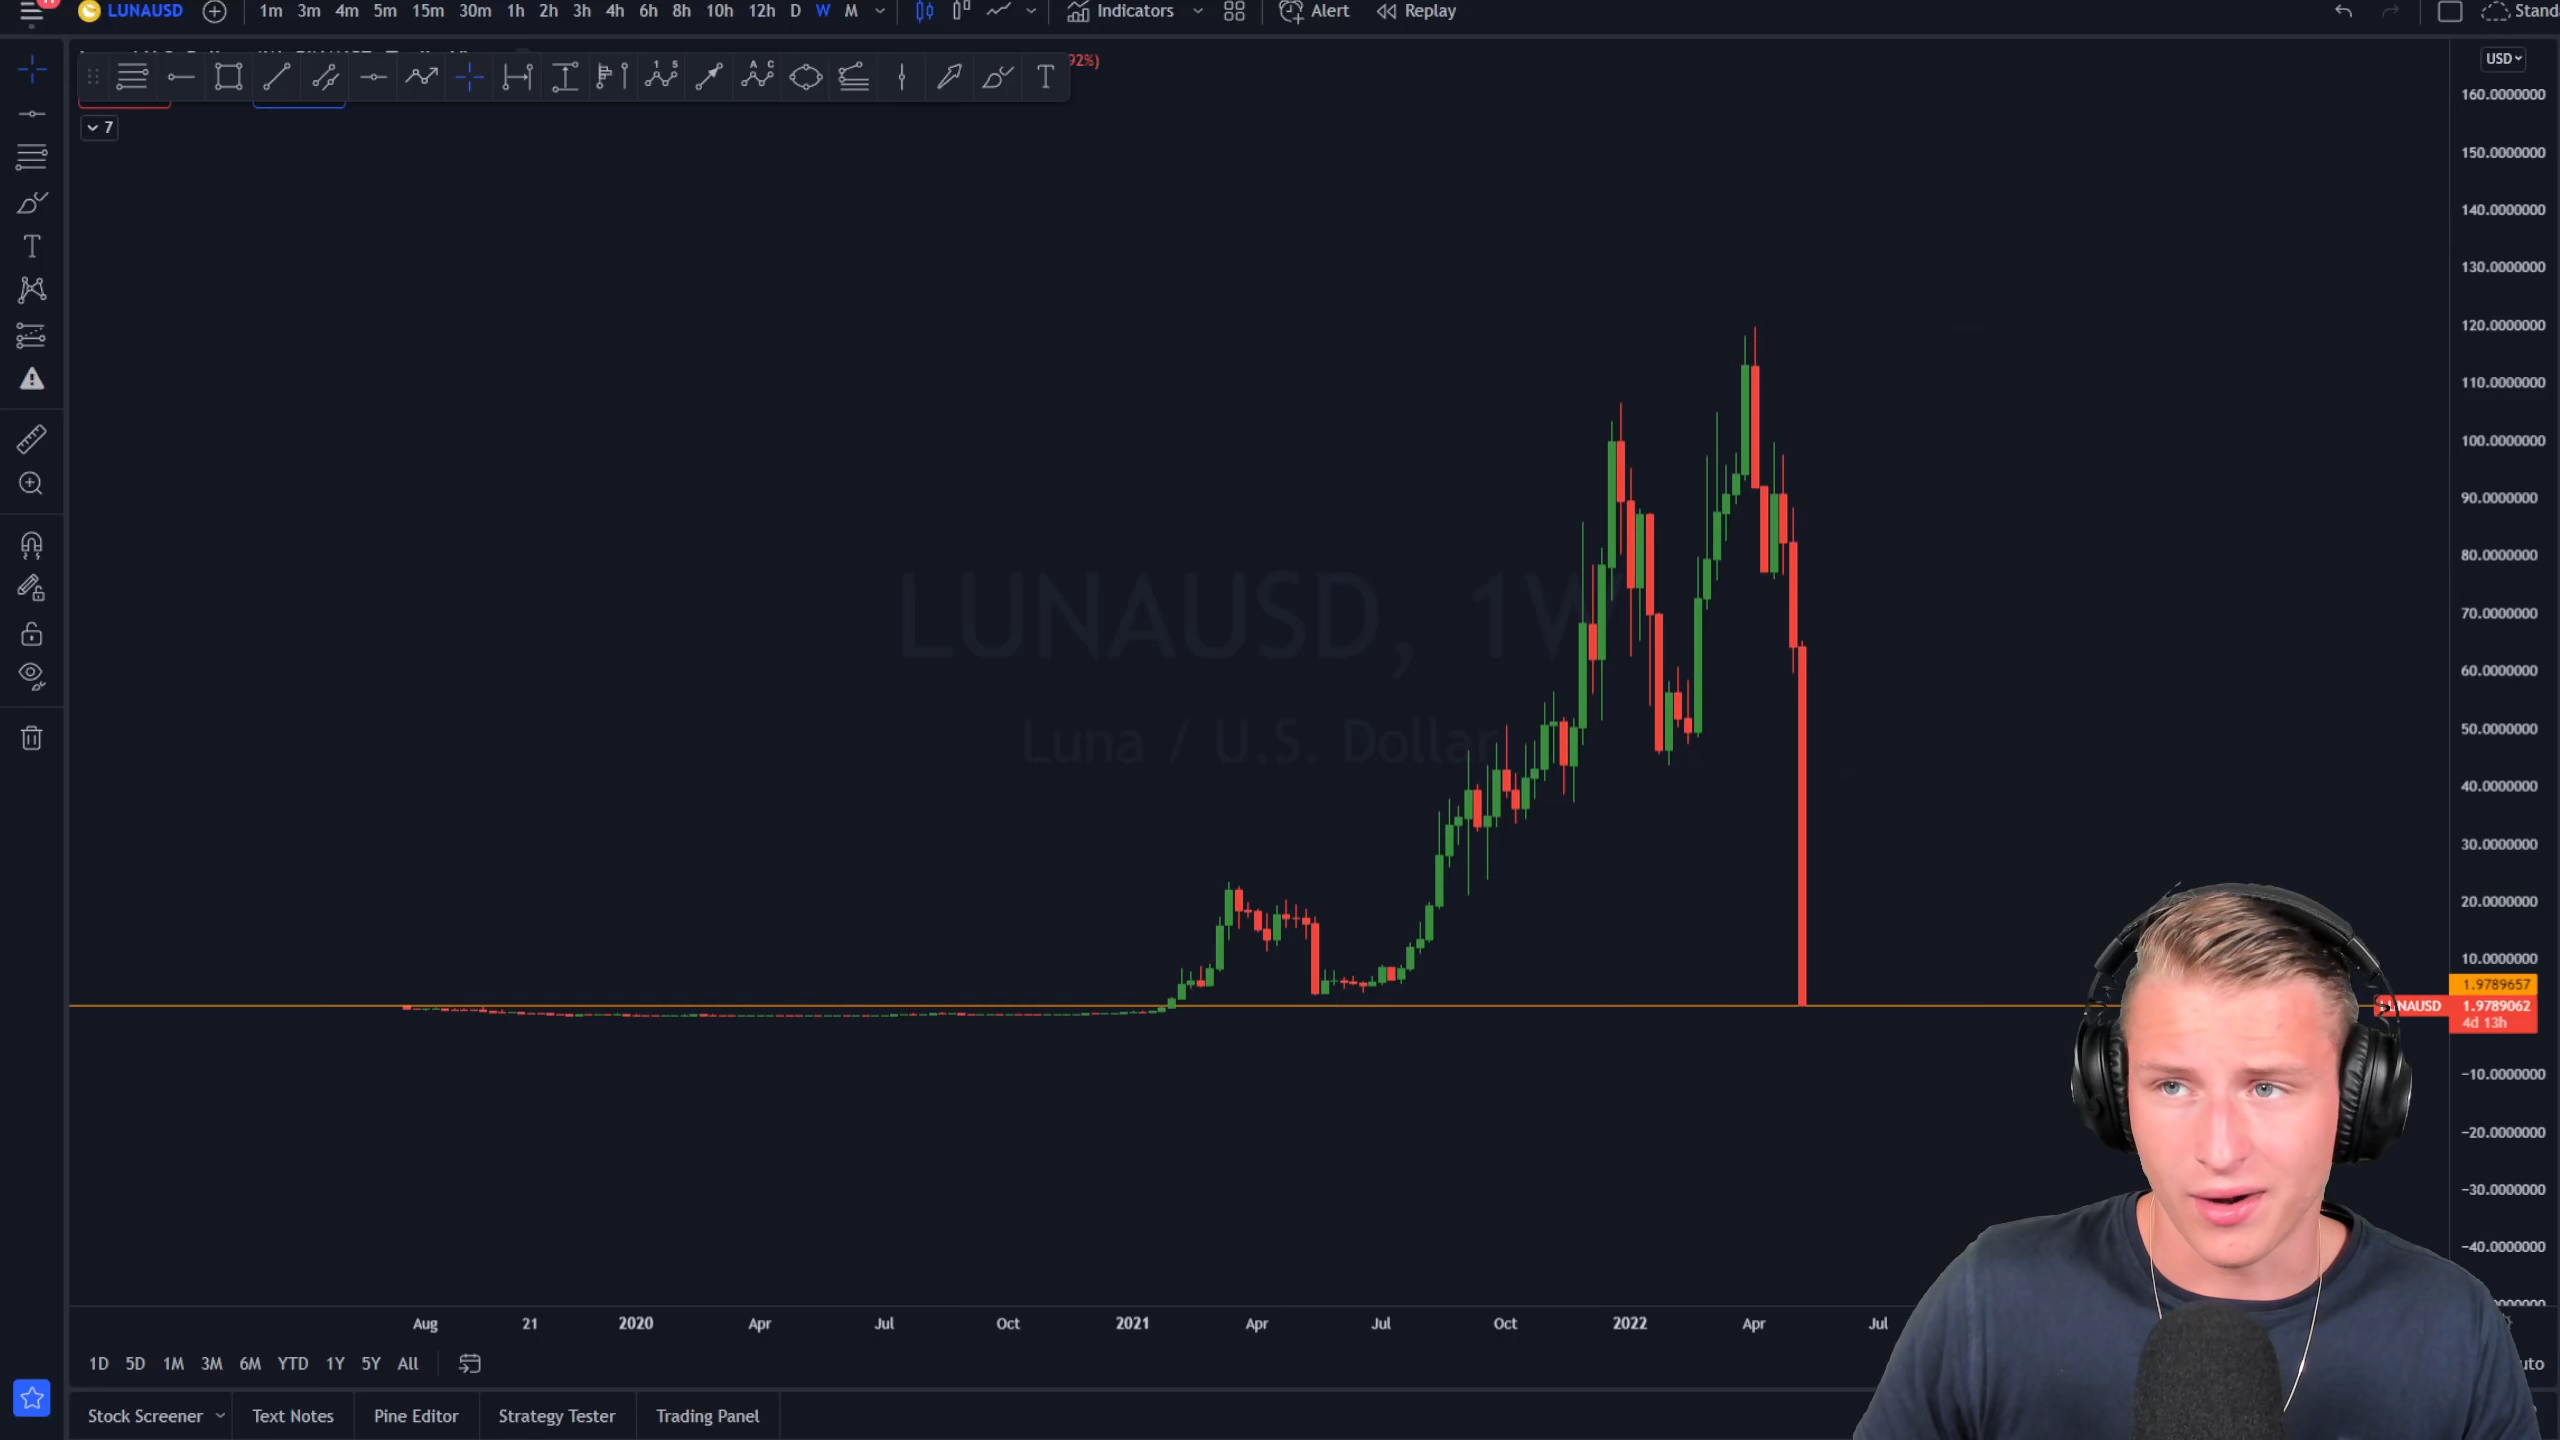 LUNAUSD 1m 3m 4m 5m 15m 30m 1h 2h 3h 4h 6h 8h 10h 12h D W M Indicators Alert Replay
92%)
USD
1 5
A C
7
160.0000000
150.0000000
140.0000000
130.0000000
120.0000000
110.0000000
100.0000000
90.0000000
80.0000000
70.0000000
60.0000000
50.0000000
40.0000000
30.0000000
20.0000000
10.0000000
1.9789657
LUNAUSD 1.9789062
4d 13h
-10.0000000
-20.0000000
-30.0000000
-40.0000000
LUNAUSD, 1W
Luna / U.S. Dollar
Aug 21 2020 Apr Jul Oct 2021 Apr Jul Oct 2022 Apr Jul
1D 5D 1M 3M 6M YTD 1Y 5Y All
Stock Screener Text Notes Pine Editor Strategy Tester Trading Panel